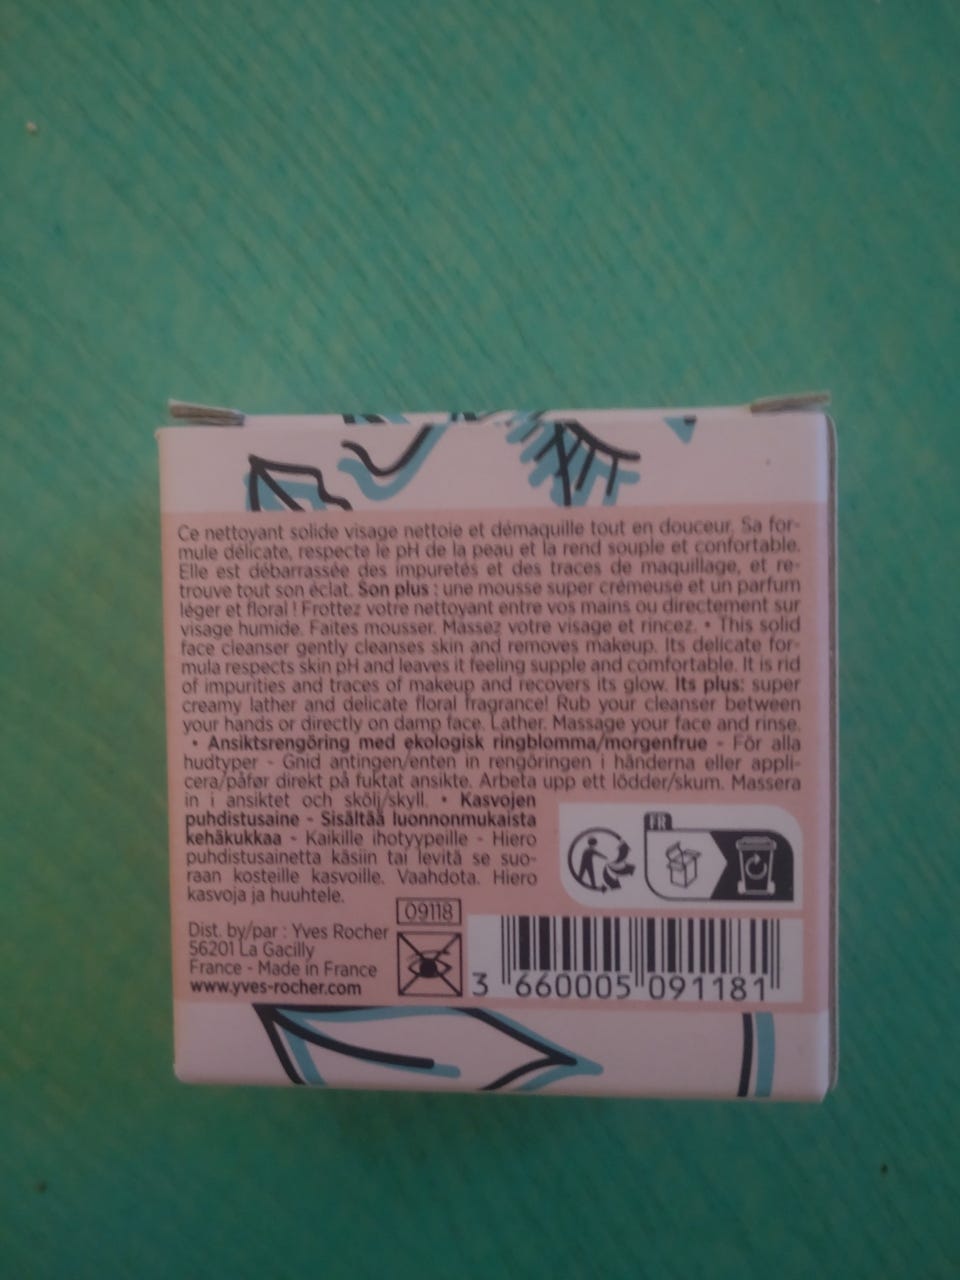 Ce nettoyant solide visage nettoie et démaquille tout en douceur. Sa for-
mule délicate, respecte le pH de la peau et la rend souple et confortable.
Elle est débarrassée des impuretés et des traces de maquillage, et re-
trouve tout son éclat. Son plus : une mousse super crémeuse et un parfum
léger et floral ! Frottez votre nettoyant entre vos mains ou directement sur
visage humide. Faites mousser. Massez votre visage et rincez. • This solid
face cleanser gently cleanses skin and removes makeup. Its delicate for-
mula respects skin pH and leaves it feeling supple and comfortable. It is rid
of impurities and traces of makeup and recovers its glow. Its plus: super
creamy lather and delicate floral fragrance! Rub your cleanser between
your hands or directly on damp face. Lather. Massage your face and rinse.
• Ansiktsrengöring med ekologisk ringblomma/morgenfrue - För alla
hudtyper - Gnid antingen/enten in rengöringen i händerna eller appli-
cera/påfør direkt på fuktat ansikte. Arbeta upp ett lödder/skum. Massera
in i ansiktet och skölj/skyll. • Kasvojen
puhdistusaine - Sisältää luonnonmukaista
kehäkukkaa - Kaikille ihotyypeille - Hiero
puhdistusainetta käsiin tai levitä se suo-
raan kosteille kasvoille. Vaahdota. Hiero
kasvoja ja huuhtele.
FR
09118
Dist. by/par : Yves Rocher
56201 La Gacilly
France - Made in France
www.yves-rocher.com
3 660005 091181